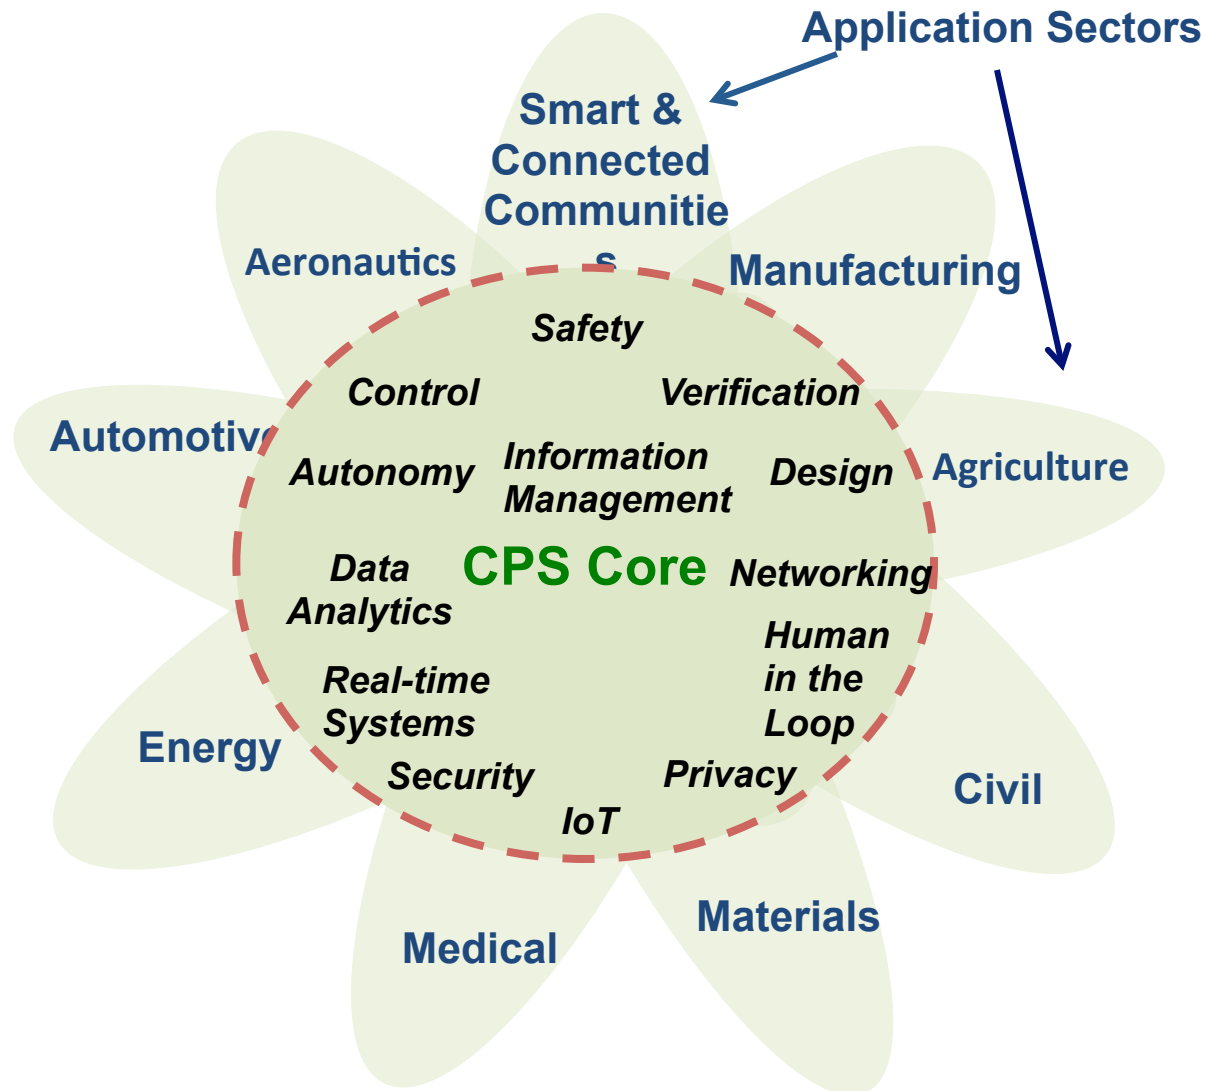 Application Sectors
Smart &
Connected
Communitie
s
Aeronautics
Manufacturing
Safety
Control
Verification
Automotive
Autonomy
Information
Management
Design
Agriculture
CPS Core
Data
Analytics
Networking
Human
in the
Loop
Real-time
Systems
Energy
Security
Privacy
Civil
IoT
Materials
Medical